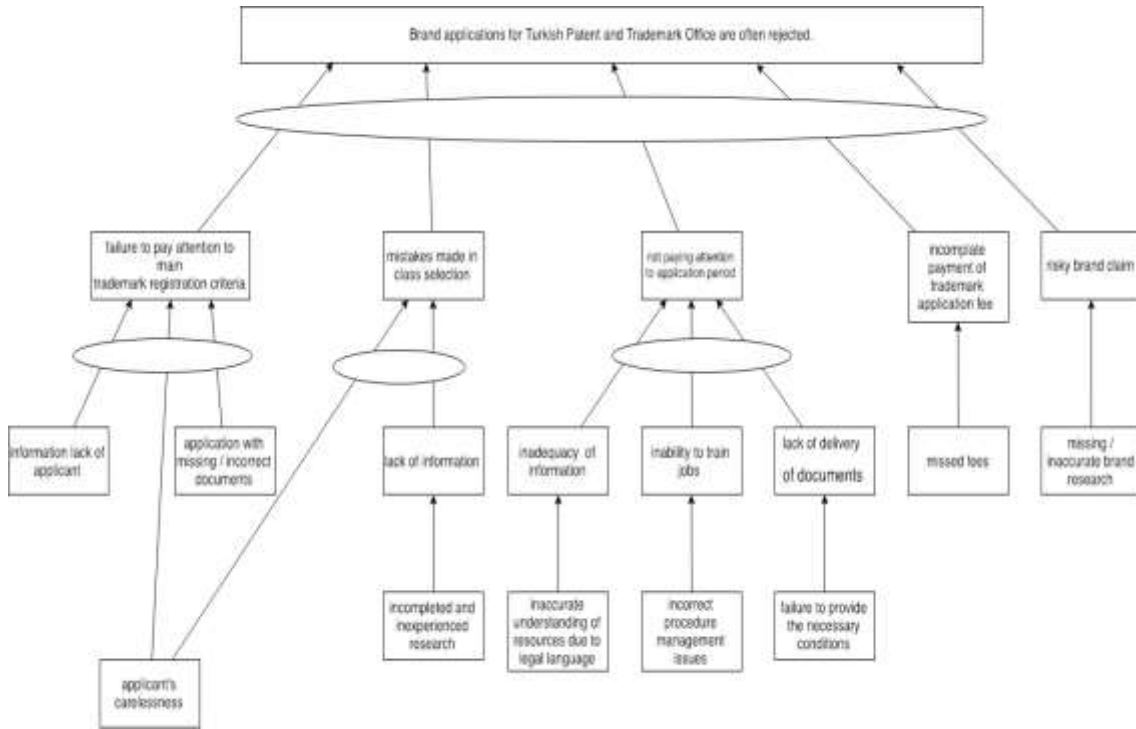 Brand applications for Turkish Patent and Trademark Office are often rejected.
failure to pay attention to
main
trademark registration criteria
mistakes made in
class selection
not paying attention
to application period
incomplate
payment of
trademark
application fee
risky brand claim
information lack of
applicant
application with
missing / incorrect
documents
lack of information
inadequacy of
information
inability to train
jobs
lack of delivery
of documents
missed fees
missing /
inaccurate brand
research
incompleted and
inexperienced
research
inaccurate
understanding of
resources due to
legal language
incorrect
procedure
management
issues
failure to provide
the necessary
conditions
applicant's
carelessness